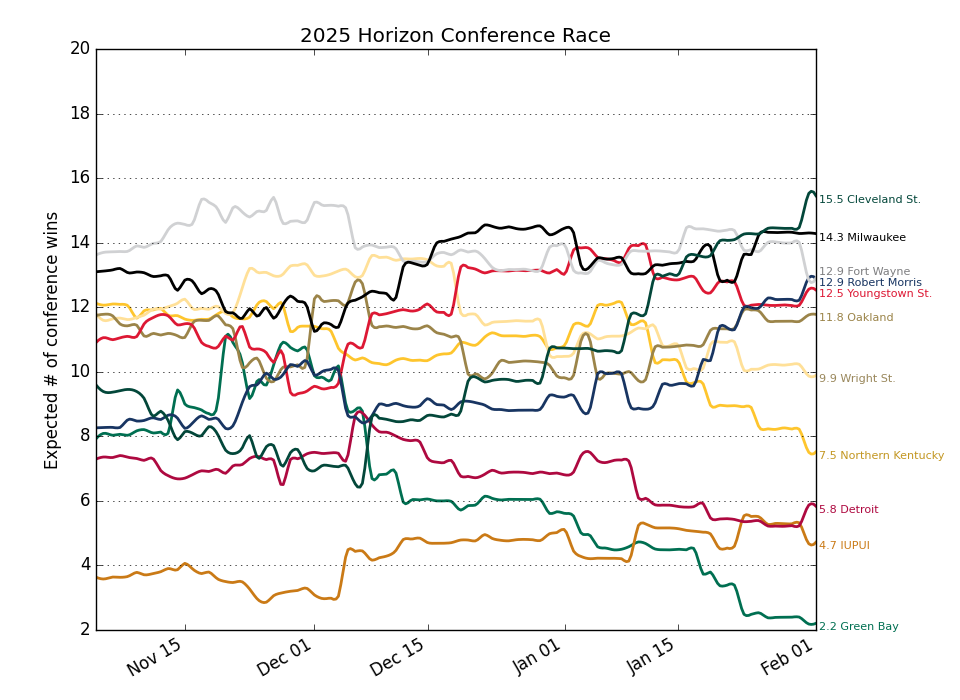 2025 Horizon Conference Race
Expected # of conference wins
20
18
16
14
12
10
8
6
4
2
Nov 15
Dec 01
Dec 15
Jan 01
Jan 15
Feb 01
15.5 Cleveland St.
14.3 Milwaukee
12.9 Fort Wayne
12.9 Robert Morris
12.5 Youngstown St.
11.8 Oakland
9.9 Wright St.
7.5 Northern Kentucky
5.8 Detroit
4.7 IUPUI
2.2 Green Bay